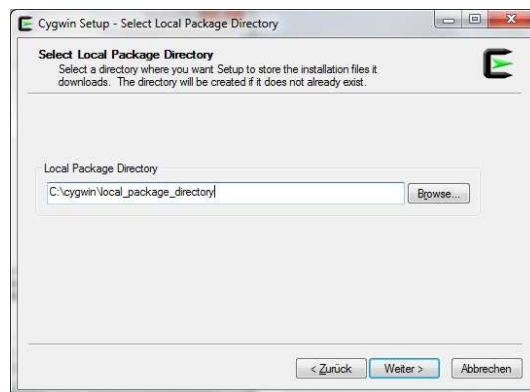 Cygwin Setup - Select Local Package Directory
Select Local Package Directory
Select a directory where you want Setup to store the installation files it
downloads. The directory will be created if it does not already exist.
Local Package Directory
C:\cygwin\local_package_directory
Browse...
< Zurück
Weiter >
Abbrechen